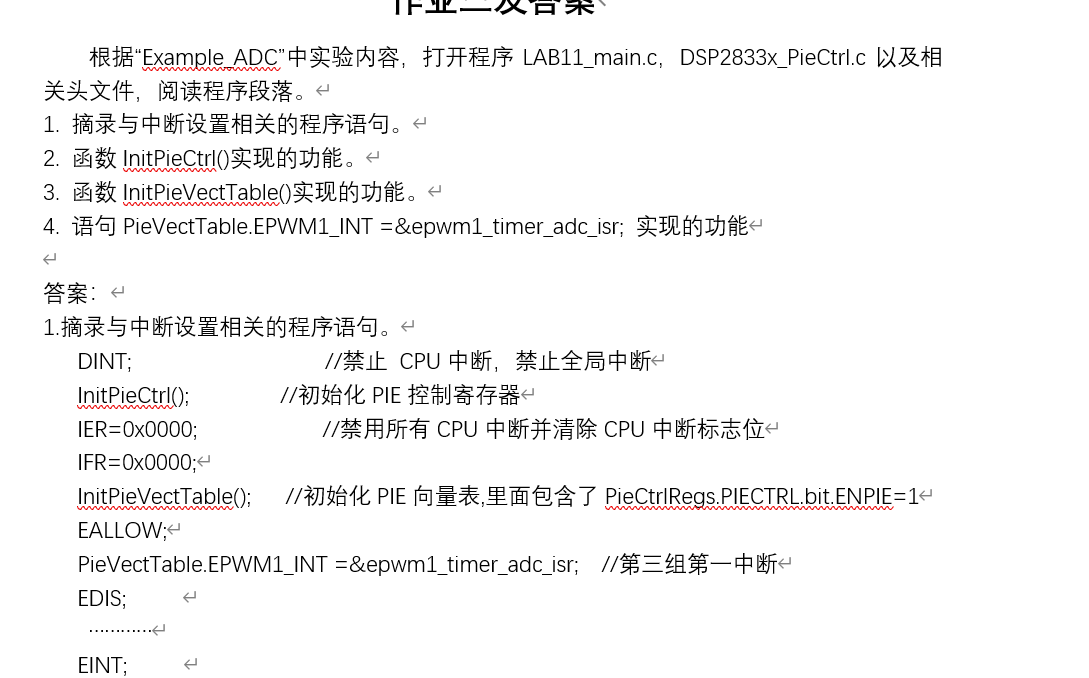 作业二及答案
根据“Example_ADC”中实验内容，打开程序 LAB11_main.c，DSP2833x_PieCtrl.c 以及相
关头文件，阅读程序段落。
1. 摘录与中断设置相关的程序语句。
2. 函数 InitPieCtrl()实现的功能。
3. 函数 InitPieVectTable()实现的功能。
4. 语句 PieVectTable.EPWM1_INT =&epwm1_timer_adc_isr; 实现的功能
答案：
1.摘录与中断设置相关的程序语句。
DINT; //禁止 CPU 中断，禁止全局中断
InitPieCtrl(); //初始化 PIE 控制寄存器
IER=0x0000; //禁用所有 CPU 中断并清除 CPU 中断标志位
IFR=0x0000;
InitPieVectTable(); //初始化 PIE 向量表,里面包含了 PieCtrlRegs.PIECTRL.bit.ENPIE=1
EALLOW;
PieVectTable.EPWM1_INT =&epwm1_timer_adc_isr; //第三组第一中断
EDIS;
…………
EINT;